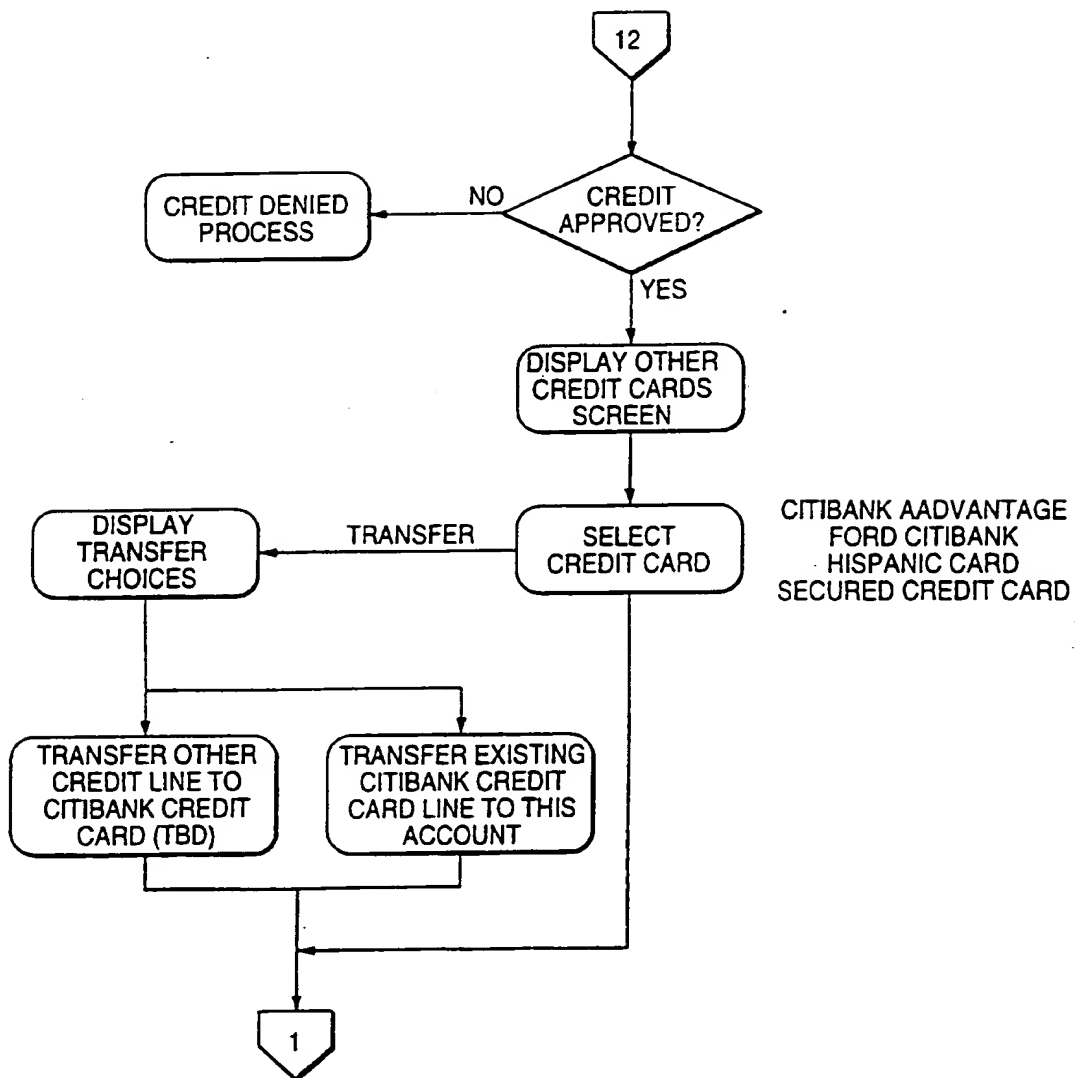 12
NO
CREDIT
APPROVED?
CREDIT DENIED
PROCESS
YES
DISPLAY OTHER
CREDIT CARDS
SCREEN
DISPLAY
TRANSFER
CHOICES
TRANSFER
SELECT
CREDIT CARD
CITIBANK AADVANTAGE
FORD CITIBANK
HISPANIC CARD
SECURED CREDIT CARD
TRANSFER OTHER
CREDIT LINE TO
CITIBANK CREDIT
CARD (TBD)
TRANSFER EXISTING
CITIBANK CREDIT
CARD LINE TO THIS
ACCOUNT
1